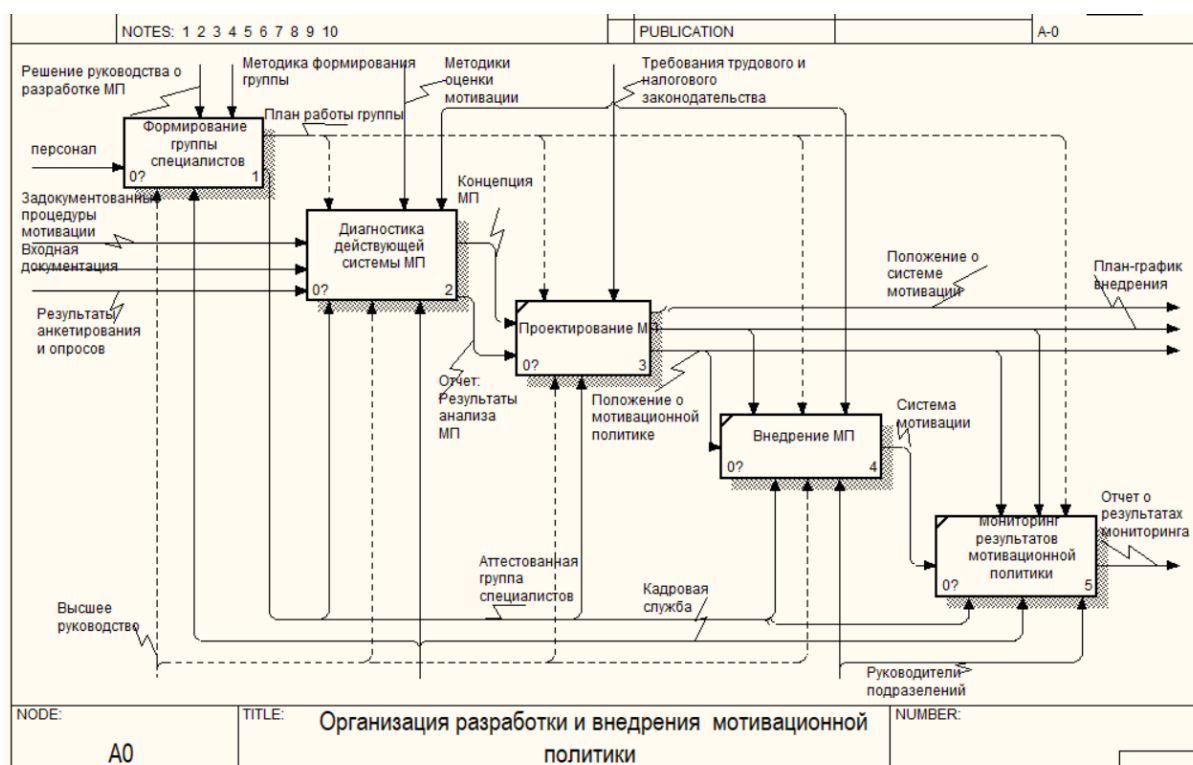 NOTES: 1 2 3 4 5 6 7 8 9 10
PUBLICATION
A-0
Решение руководства о
разработке МП
Методика формирования
группы
Методики
оценки
мотивации
Требования трудового и
налогового
законодательства
План работы группы
Формирование
группы
специалистов
0?
1
персонал
Задокументованные
процедуры
мотивации
Входная
документация
Результаты
анкетирования
и опросов
Диагностика
действующей
системы МП
0?
2
Концепция
МП
Проектирование МП
0?
3
Отчет:
Результаты
анализа
МП
Положение о
системе
мотивации
План-график
внедрения
Положение о
мотивационной
политике
Внедрение МП
0?
4
Система
мотивации
Мониторинг
результатов
мотивационной
политики
0?
5
Отчет о
результатах
мониторинга
Аттестованная
группа
специалистов
Кадровая
служба
Высшее
руководство
Руководители
подразелений
NODE:
A0
TITLE:
Организация разработки и внедрения мотивационной
политики
NUMBER: